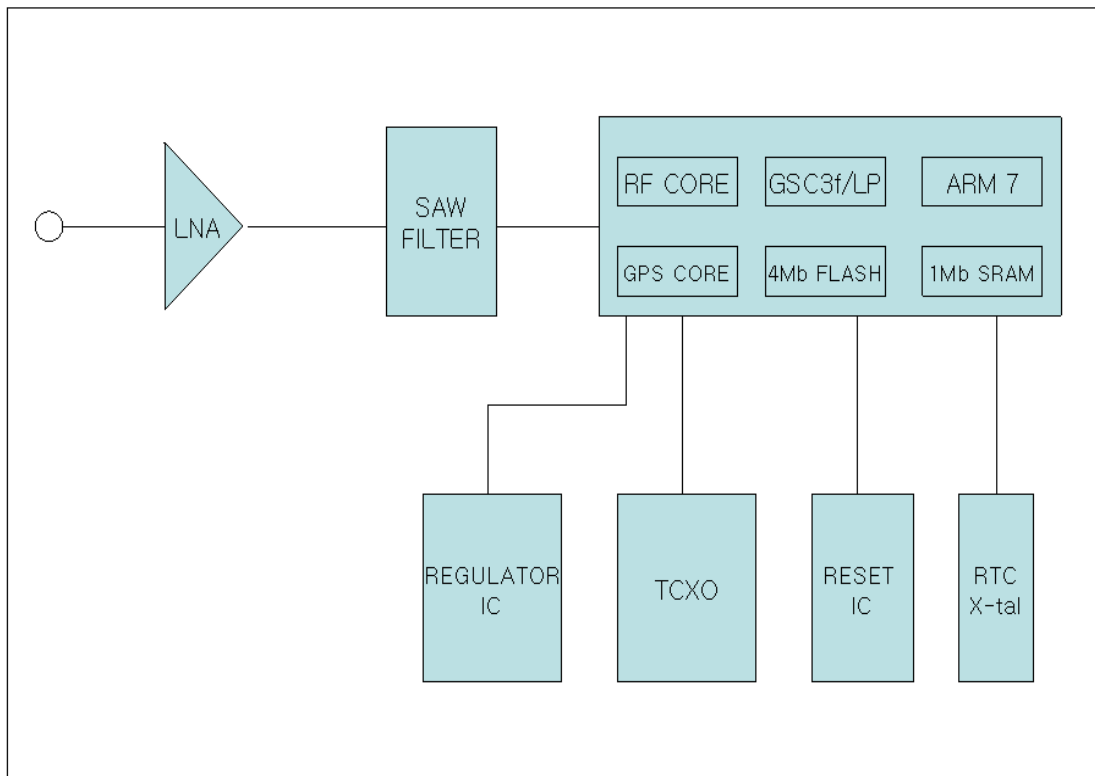 LNA
SAW
FILTER
RF CORE
GSC3f/LP
ARM 7
GPS CORE
4Mb FLASH
1Mb SRAM
REGULATOR
IC
TCXO
RESET
IC
RTC
X-tal